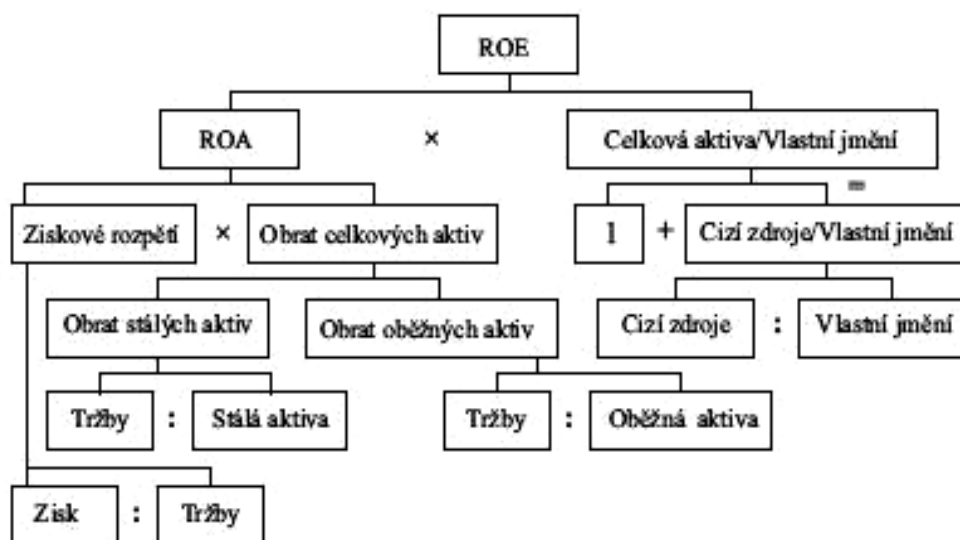 ROE
ROA × Celková aktiva/Vlastní jmění
=
Ziskové rozpětí × Obrat celkových aktiv 1 + Cizí zdroje/Vlastní jmění
Obrat stálých aktiv Obrat oběžných aktiv Cizí zdroje : Vlastní jmění
Tržby : Stálá aktiva Tržby : Oběžná aktiva
Zisk : Tržby